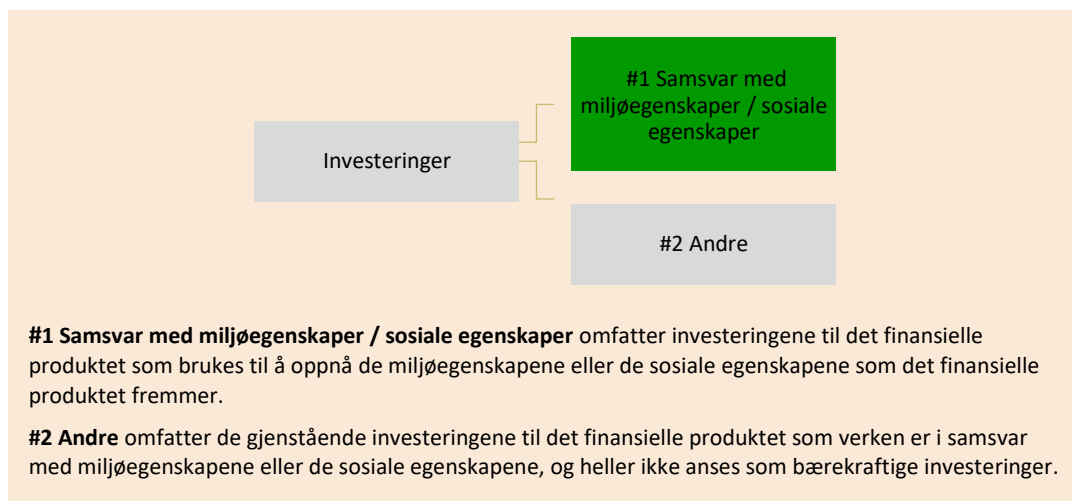 #1 Samsvar med
miljøegenskaper / sosiale
egenskaper
Investeringer
#2 Andre
#1 Samsvar med miljøegenskaper / sosiale egenskaper omfatter investeringene til det finansielle
produktet som brukes til å oppnå de miljøegenskapene eller de sosiale egenskapene som det finansielle
produktet fremmer.
#2 Andre omfatter de gjenstående investeringene til det finansielle produktet som verken er i samsvar
med miljøegenskapene eller de sosiale egenskapene, og heller ikke anses som bærekraftige investeringer.